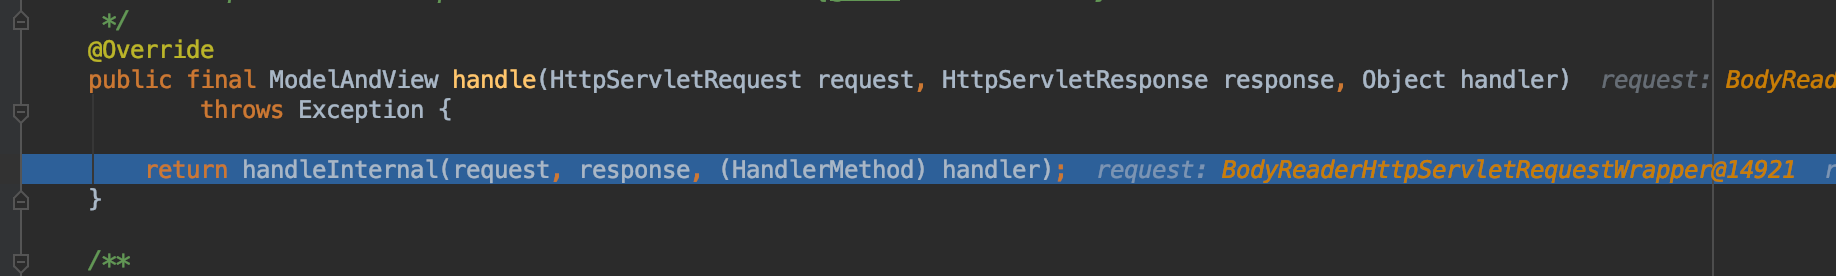 */
@Override
public final ModelAndView handle(HttpServletRequest request, HttpServletResponse response, Object handler) request: BodyRead
throws Exception {
return handleInternal(request, response, (HandlerMethod) handler); request: BodyReaderHttpServletRequestWrapper@14921 r
}
/**